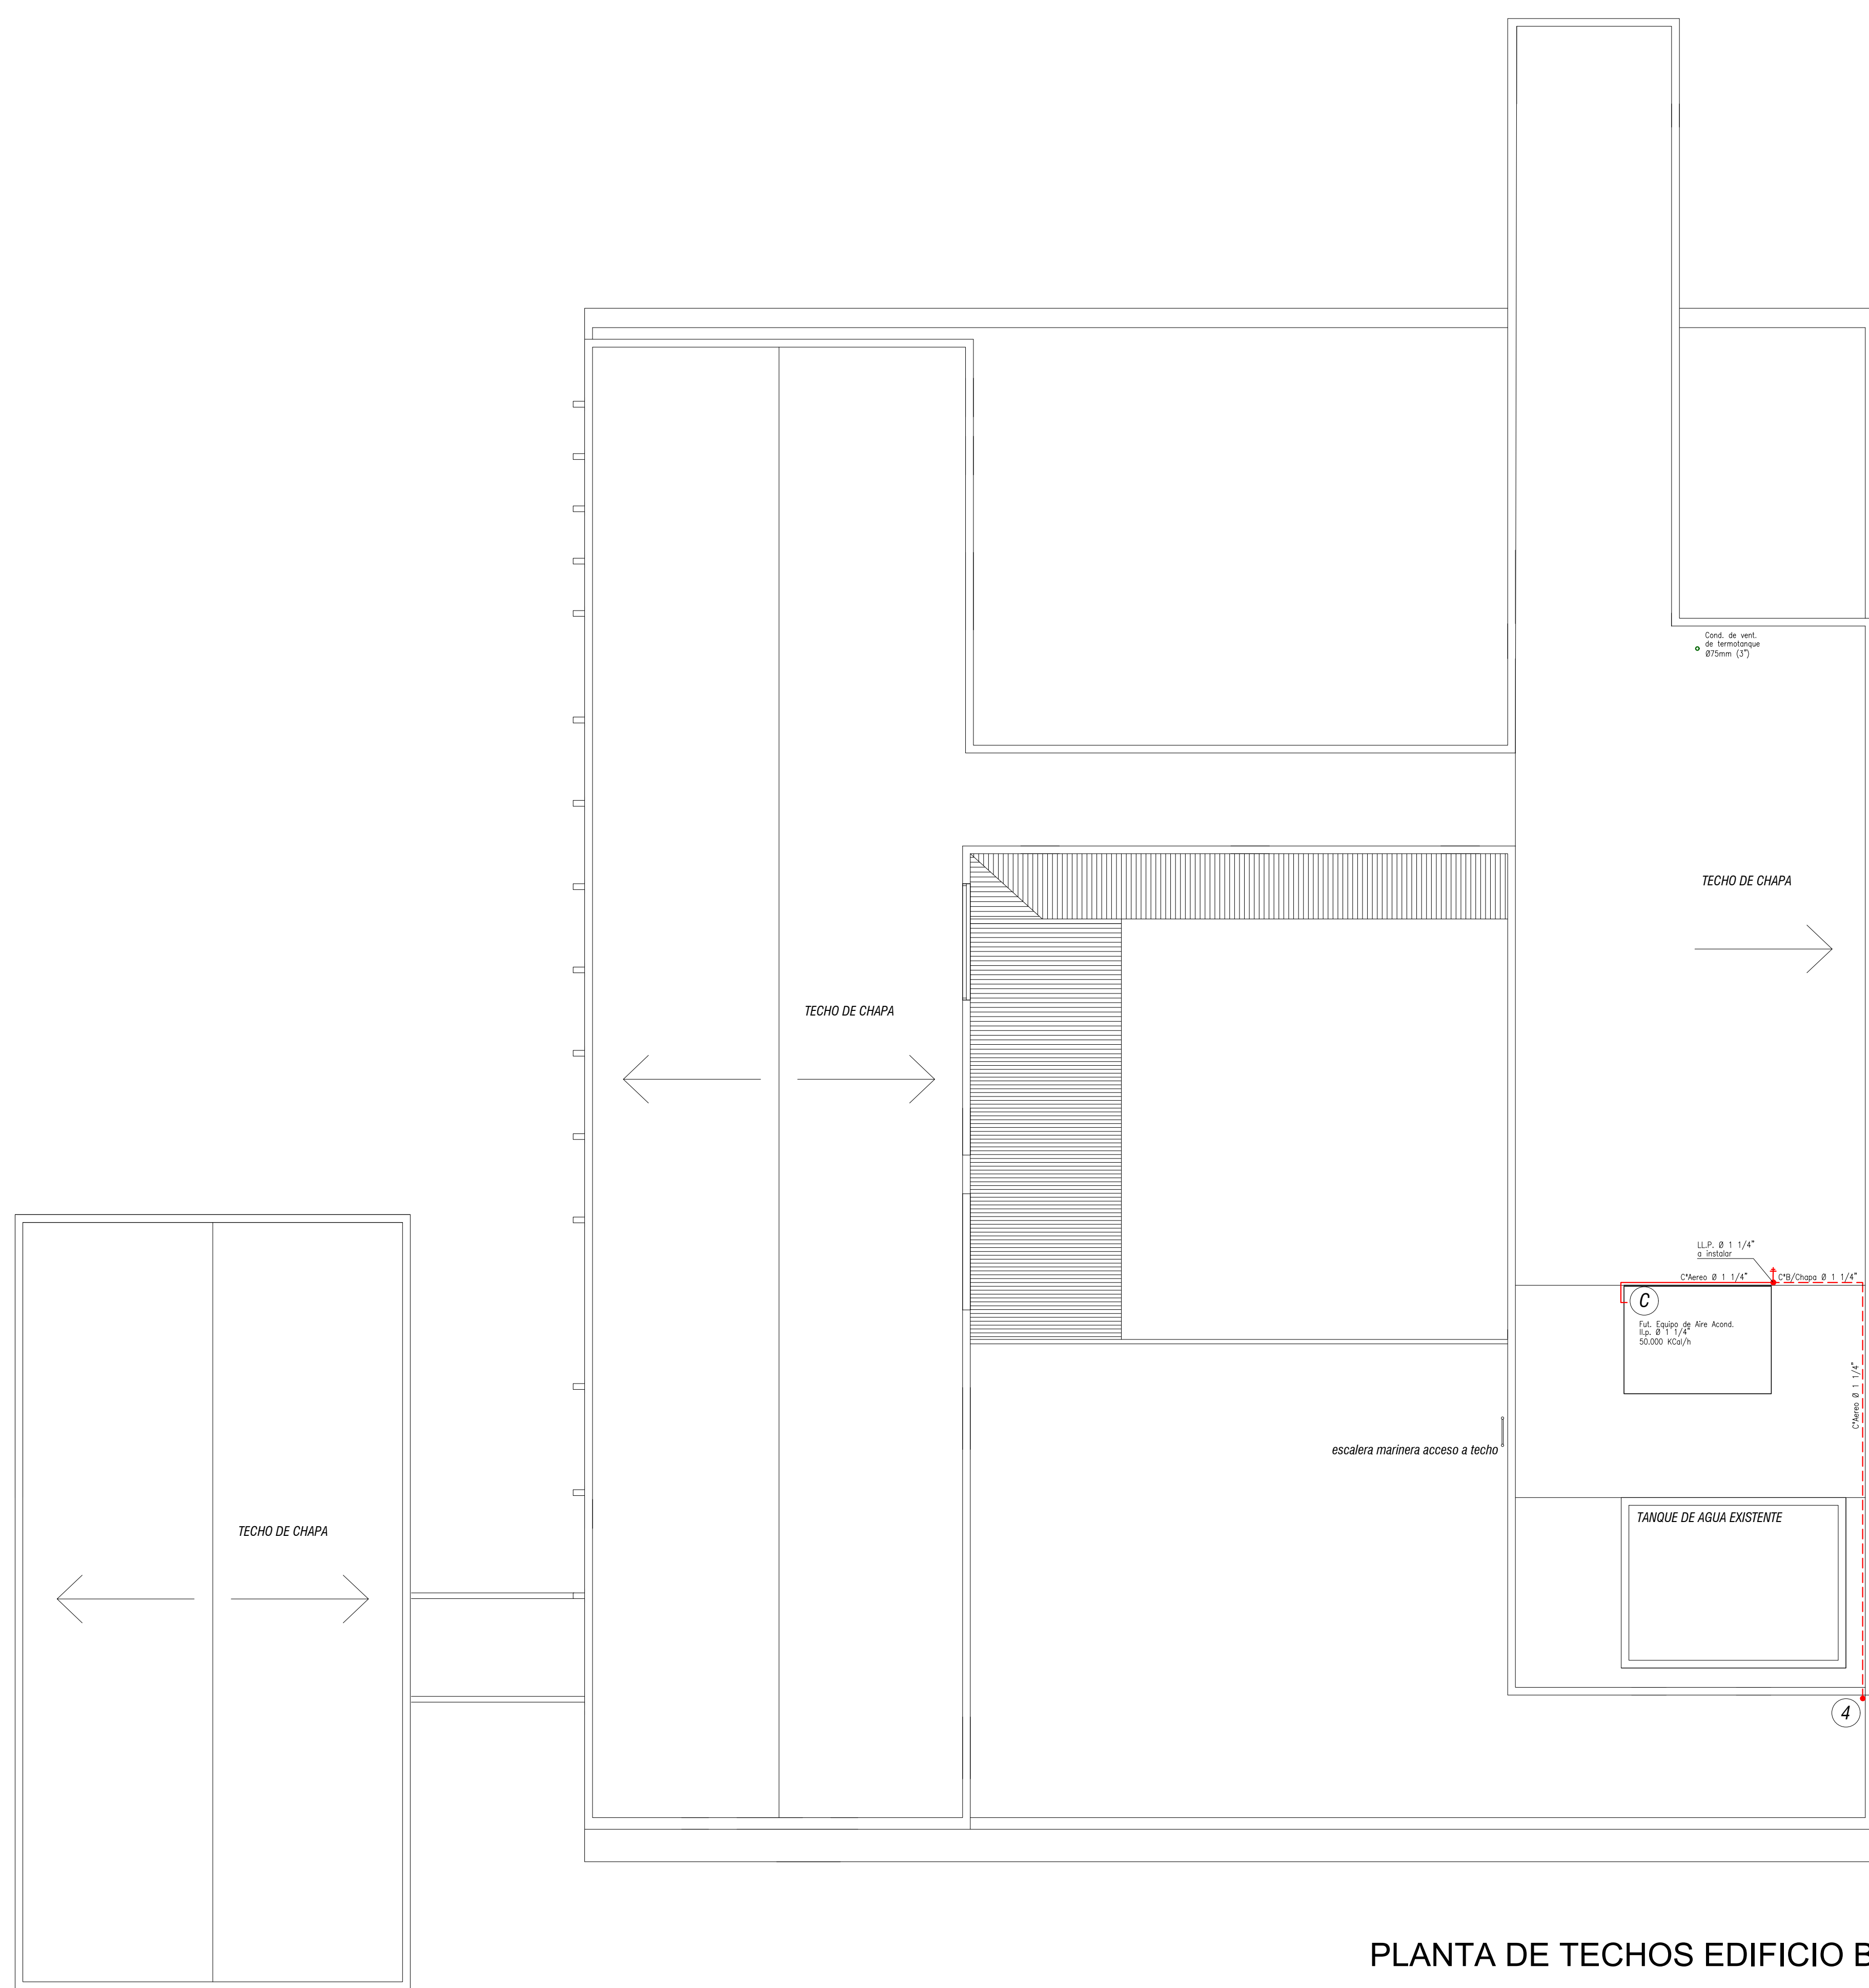 Cond. de vent.
de termotanque
Ø75mm (3")
TECHO DE CHAPA
TECHO DE CHAPA
LL.P. Ø 1 1/4"
a instalar
C*Aereo Ø 1 1/4"
C*B/Chapa Ø 1 1/4"
C
Fut. Equipo de Aire Acond.
ll.p. Ø 1 1/4"
50.000 KCal/h
C*Aereo Ø 1 1/4"
escalera marinera acceso a techo
TANQUE DE AGUA EXISTENTE
TECHO DE CHAPA
4
PLANTA DE TECHOS EDIFICIO B